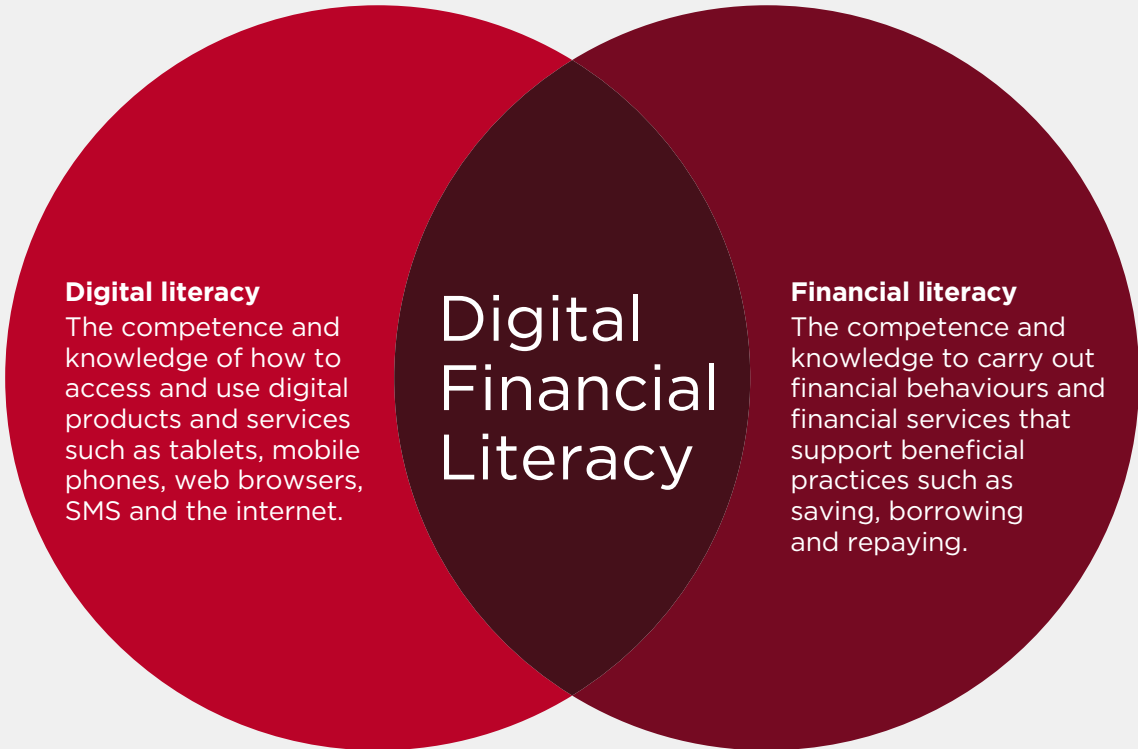 Digital literacy
The competence and
knowledge of how to
access and use digital
products and services
such as tablets, mobile
phones, web browsers,
SMS and the internet.
Digital
Financial
Literacy
Financial literacy
The competence and
knowledge to carry out
financial behaviours and
financial services that
support beneficial
practices such as
saving, borrowing
and repaying.